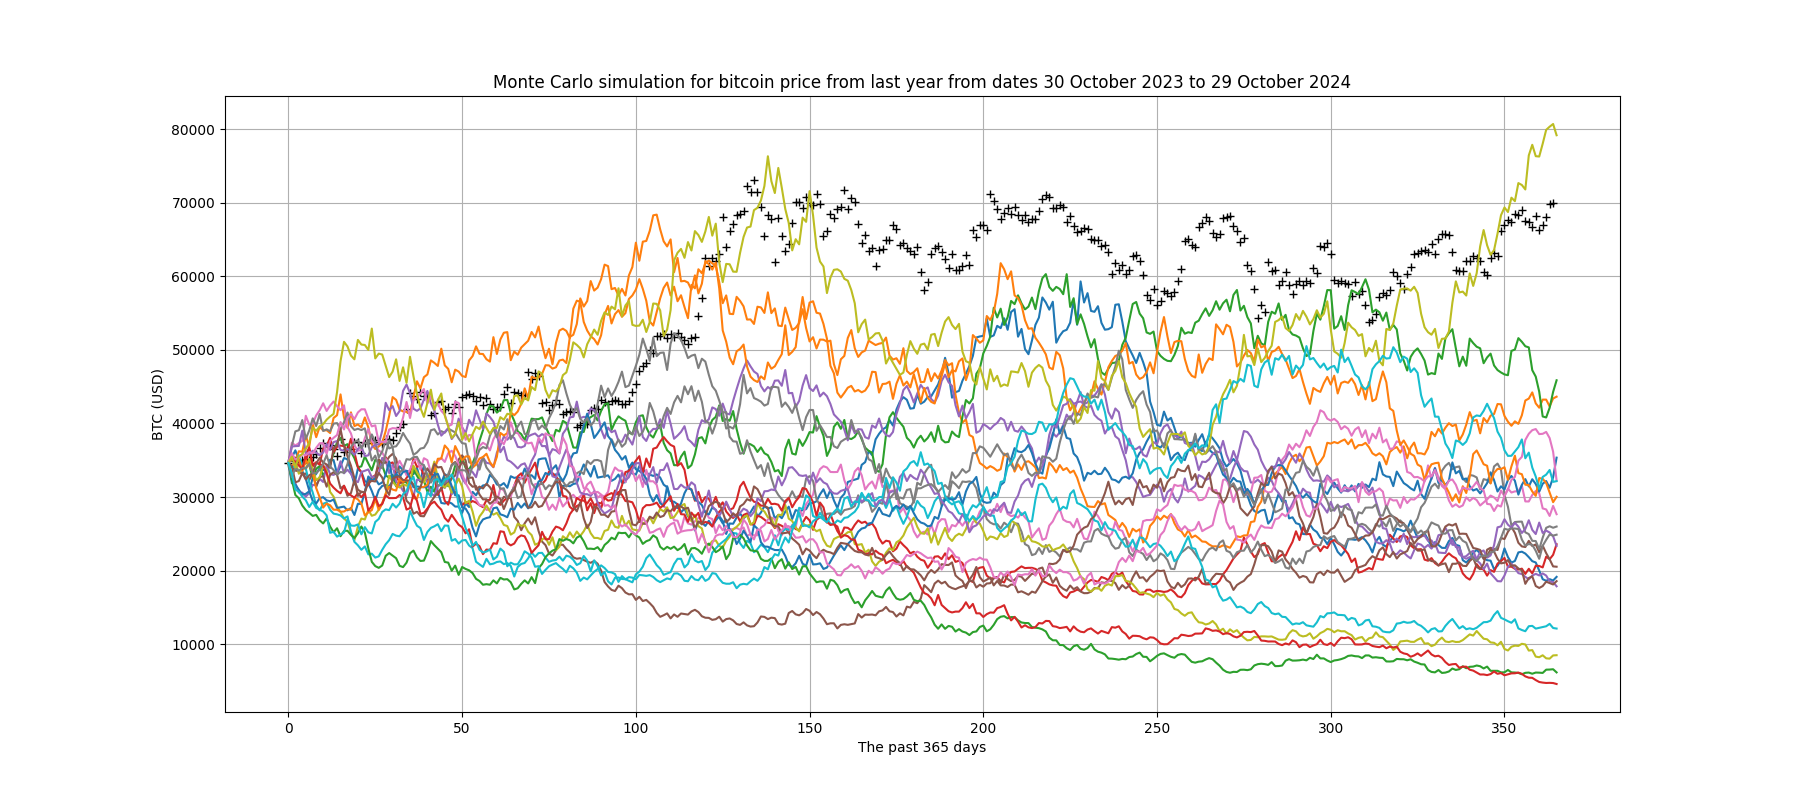 Monte Carlo simulation for bitcoin price from last year from dates 30 October 2023 to 29 October 2024
80000
70000
60000
50000
40000
30000
20000
10000
BTC (USD)
0 50 100 150 200 250 300 350
The past 365 days